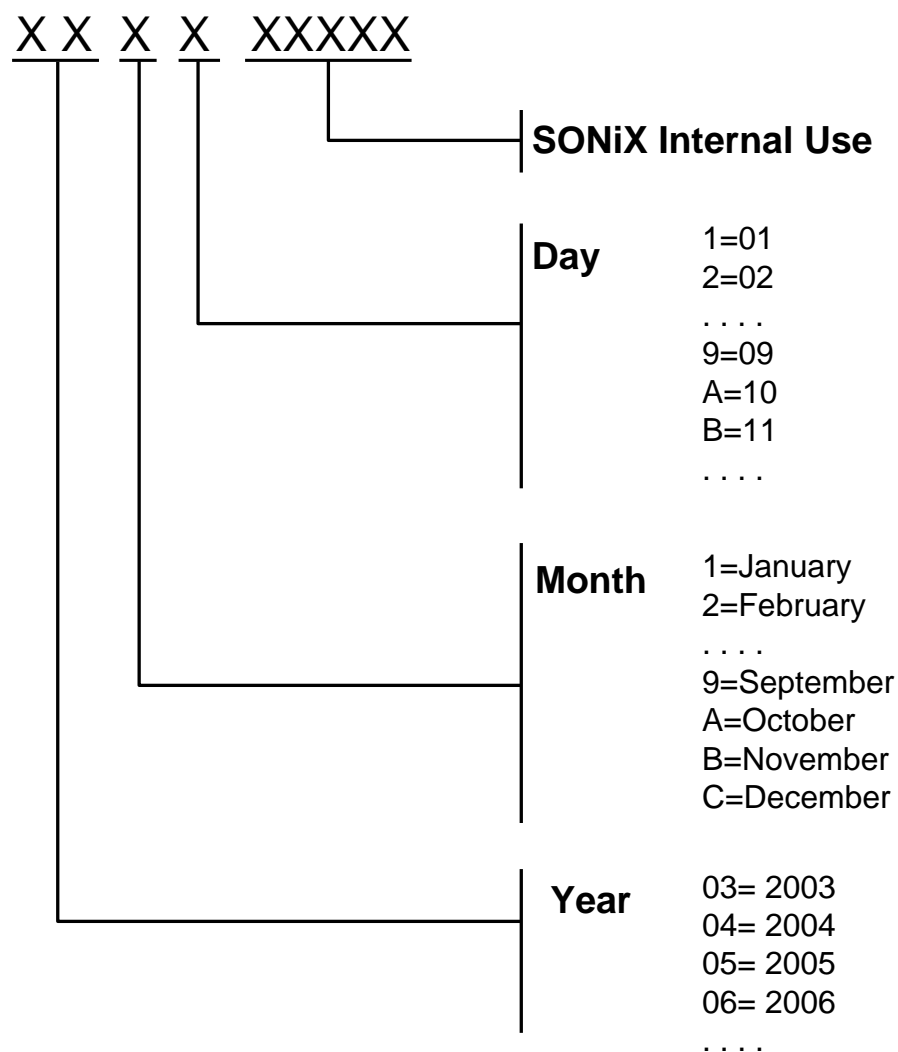 X X X X XXXXX
SONiX Internal Use
Day
1=01
2=02
. . . .
9=09
A=10
B=11
. . . .
Month
1=January
2=February
. . . .
9=September
A=October
B=November
C=December
Year
03= 2003
04= 2004
05= 2005
06= 2006
. . . .